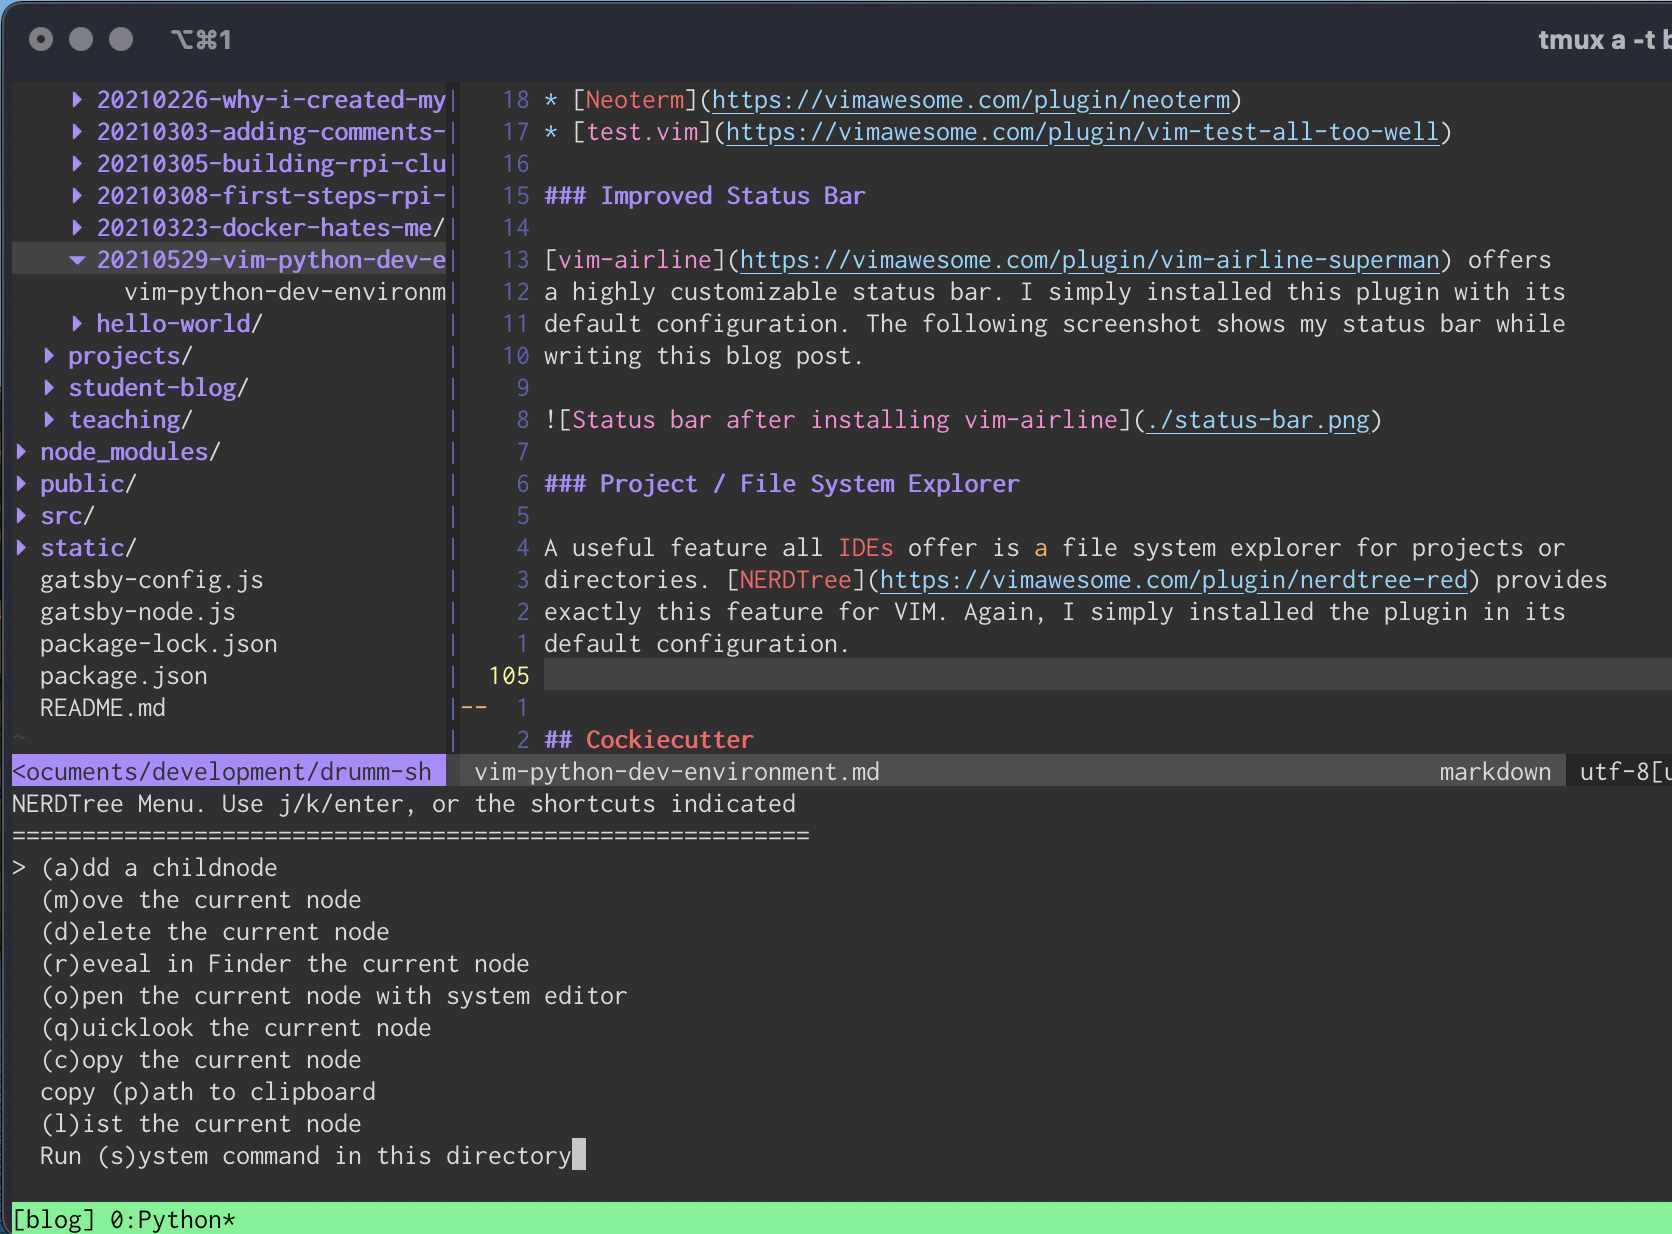 ⌥⌘1
tmux a -t b
20210226-why-i-created-my
20210303-adding-comments-
20210305-building-rpi-clu
20210308-first-steps-rpi-
20210323-docker-hates-me/
20210529-vim-python-dev-e
vim-python-dev-environm
hello-world/
projects/
student-blog/
teaching/
node_modules/
public/
src/
static/
gatsby-config.js
gatsby-node.js
package-lock.json
package.json
README.md
~
<ocuments/development/drumm-sh
18 * [Neoterm](https://vimawesome.com/plugin/neoterm)
17 * [test.vim](https://vimawesome.com/plugin/vim-test-all-too-well)
16
15 ### Improved Status Bar
14
13 [vim-airline](https://vimawesome.com/plugin/vim-airline-superman) offers
12 a highly customizable status bar. I simply installed this plugin with its
11 default configuration. The following screenshot shows my status bar while
10 writing this blog post.
9
8 ![Status bar after installing vim-airline](./status-bar.png)
7
6 ### Project / File System Explorer
5
4 A useful feature all IDEs offer is a file system explorer for projects or
3 directories. [NERDTree](https://vimawesome.com/plugin/nerdtree-red) provides
2 exactly this feature for VIM. Again, I simply installed the plugin in its
1 default configuration.
105
-- 1
2 ## Cockiecutter
vim-python-dev-environment.md markdown utf-8[u
NERDTree Menu. Use j/k/enter, or the shortcuts indicated
=========================================================
> (a)dd a childnode
(m)ove the current node
(d)elete the current node
(r)eveal in Finder the current node
(o)pen the current node with system editor
(q)uicklook the current node
(c)opy the current node
copy (p)ath to clipboard
(l)ist the current node
Run (s)ystem command in this directory
[blog] 0:Python*